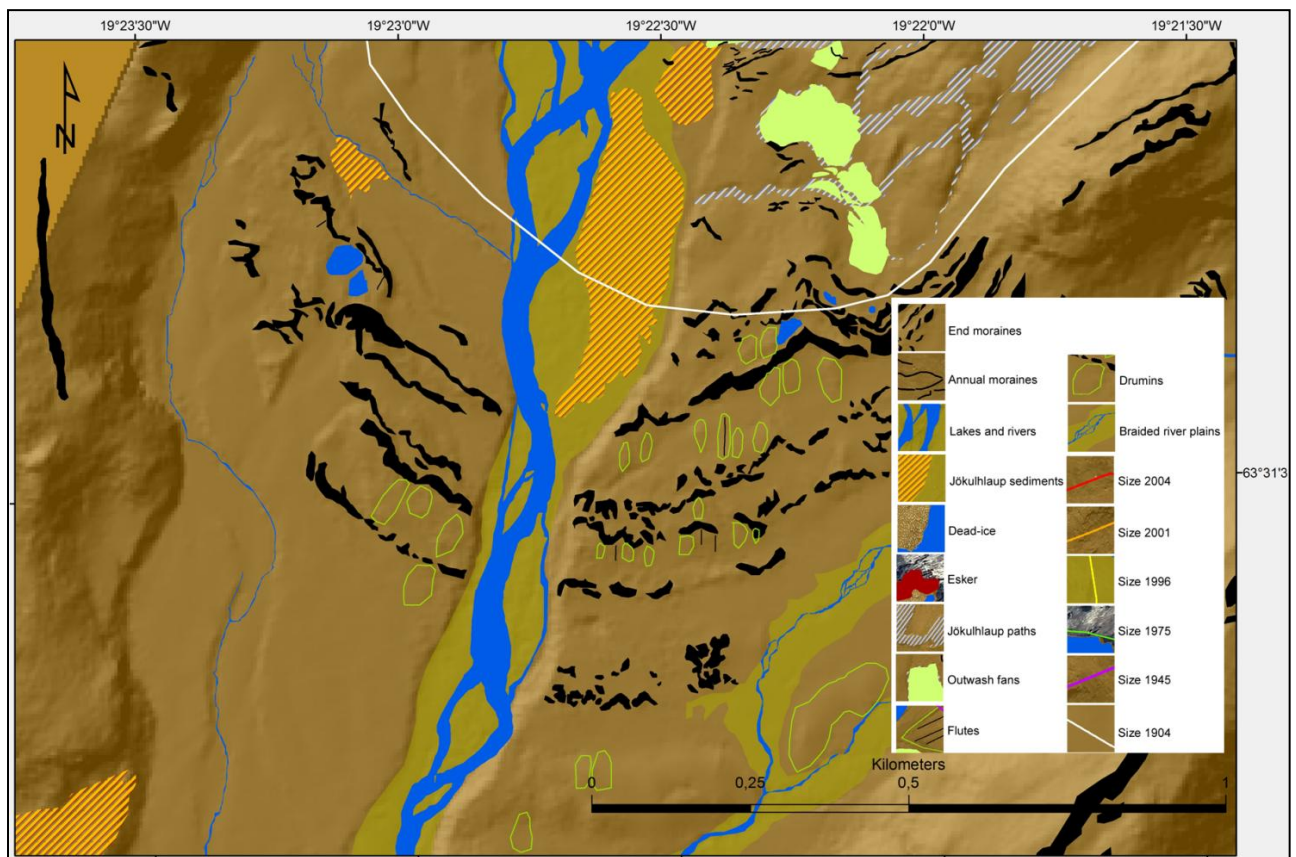 19°23'30"W 19°23'0"W 19°22'30"W 19°22'0"W 19°21'30"W
N
63°31'3
End moraines
Annual moraines
Lakes and rivers
Jökulhlaup sediments
Dead-ice
Esker
Jökulhlaup paths
Outwash fans
Flutes
Drumins
Braided river plains
Size 2004
Size 2001
Size 1996
Size 1975
Size 1945
Size 1904
Kilometers
0 0,25 0,5 1